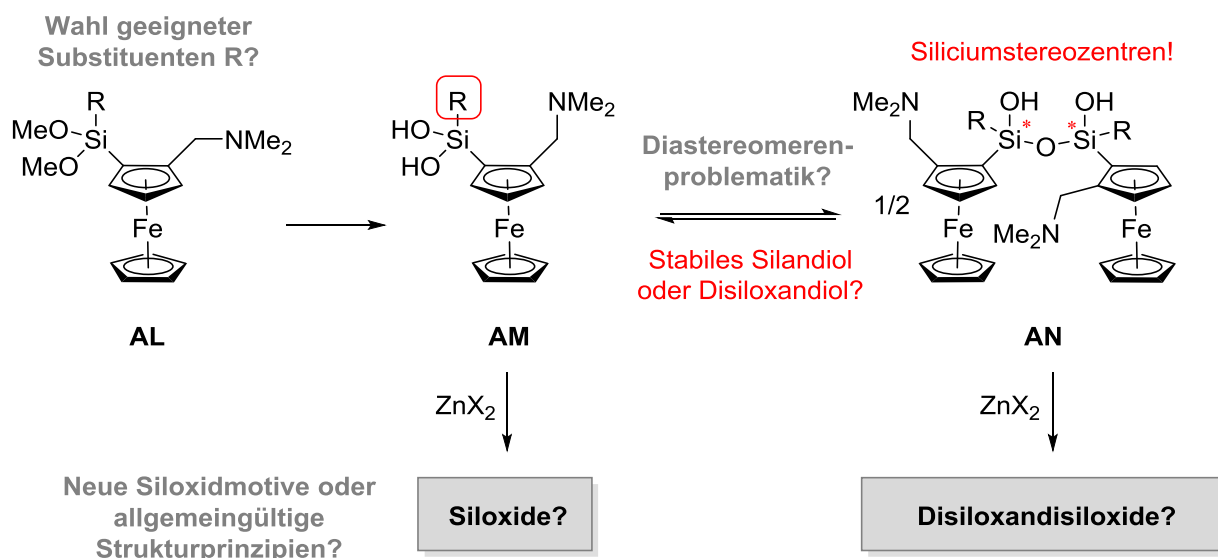 Wahl geeigneter
Substituenten R?
Siliciumstereozentren!
R
MeO
Si
MeO
NMe2
Fe
AL
R
HO
Si
HO
NMe2
Fe
AM
Diastereomeren-
problematik?
Stabiles Silandiol
oder Disiloxandiol?
1/2
Me2N
OH
OH
R
Si
*
O
*
Si
R
Me2N
Fe
Fe
AN
ZnX2
ZnX2
Neue Siloxidmotive oder
allgemeingültige
Strukturprinzipien?
Siloxide?
Disiloxandisiloxide?